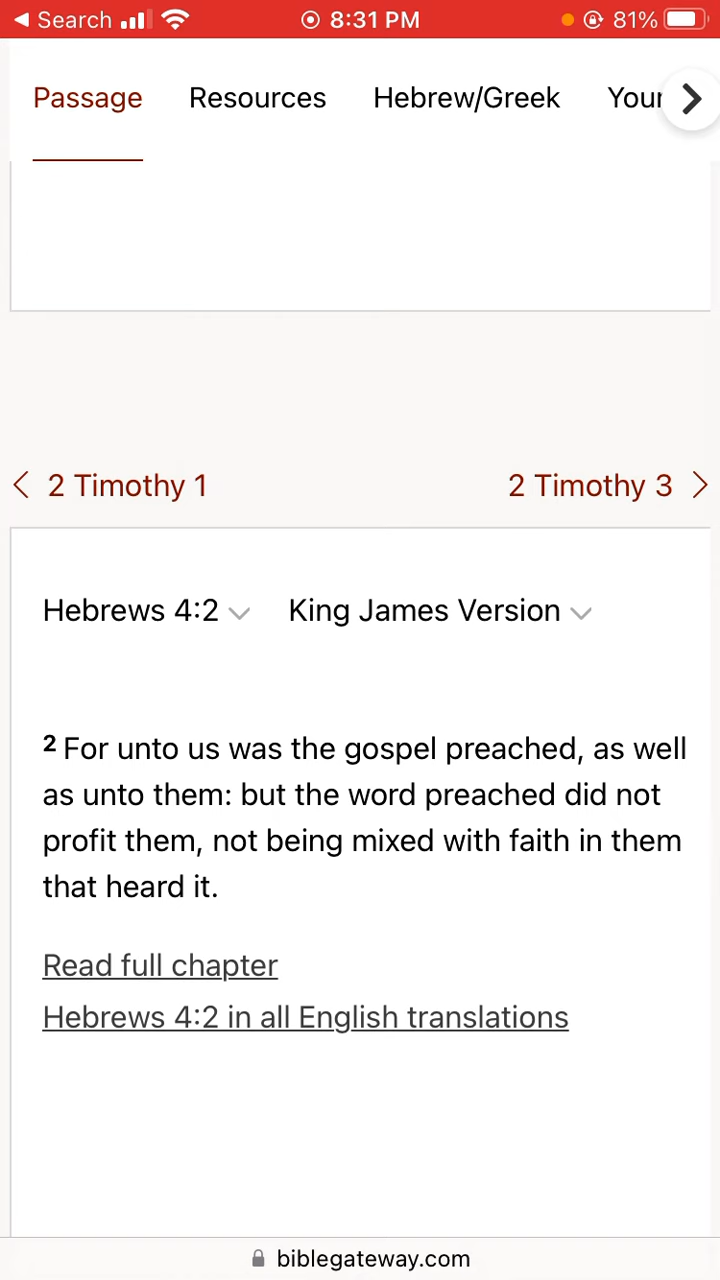 Search 8:31 PM 81%
Passage Resources Hebrew/Greek
2 Timothy 1 2 Timothy 3
Hebrews 4:2 King James Version
2 For unto us was the gospel preached, as well
as unto them: but the word preached did not
profit them, not being mixed with faith in them
that heard it.
Read full chapter
Hebrews 4:2 in all English translations
biblegateway.com